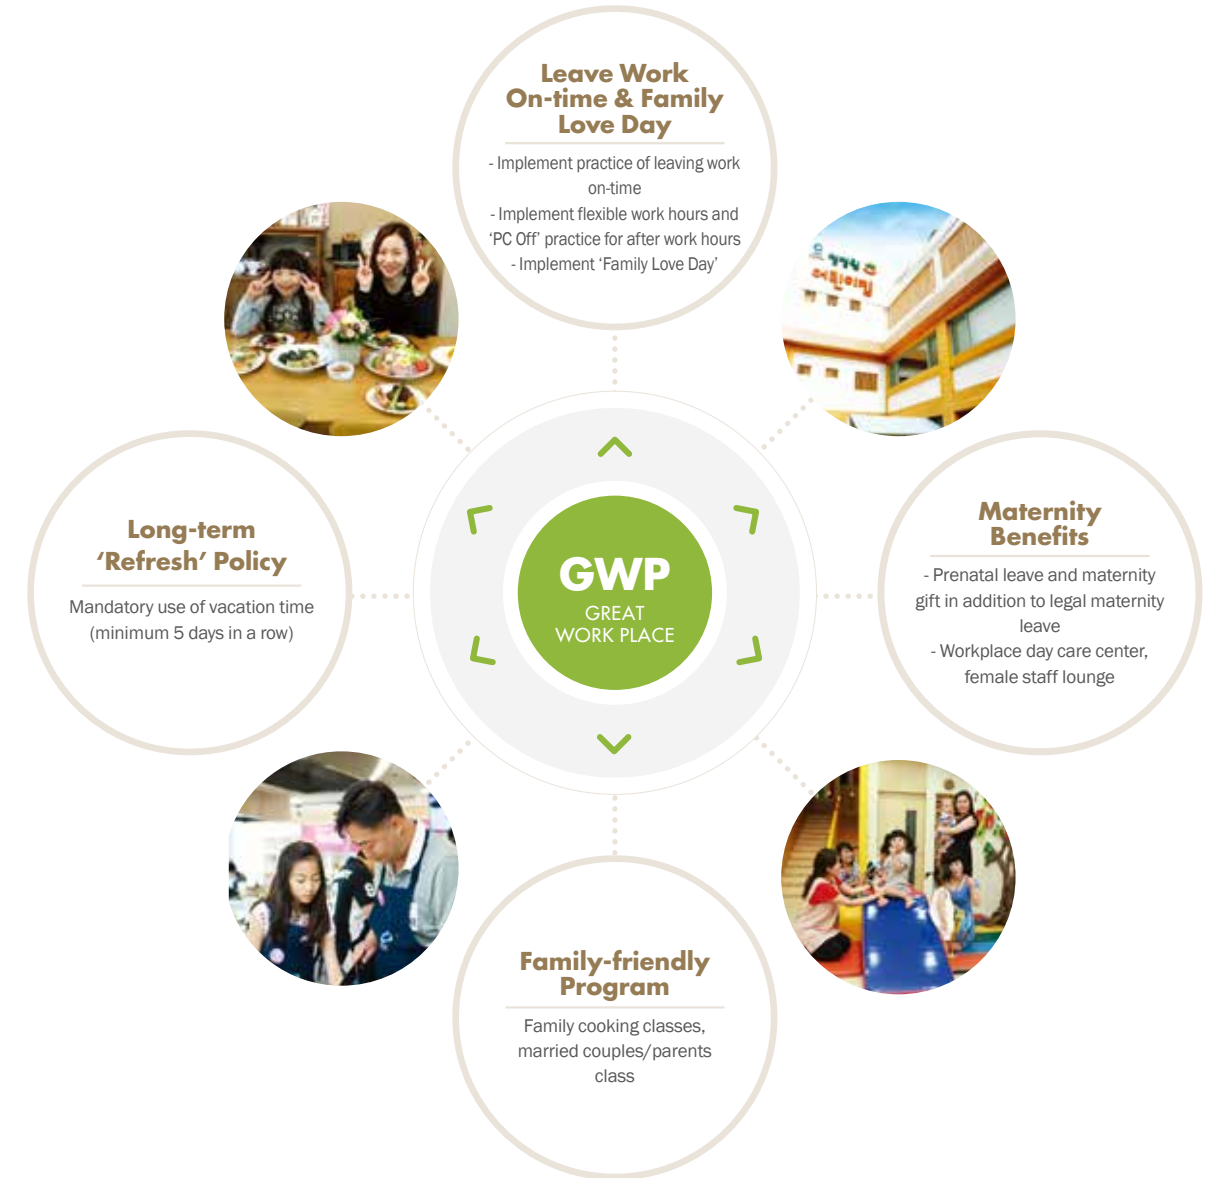 Leave Work
On-time & Family
Love Day
- Implement practice of leaving work
on-time
- Implement flexible work hours and
‘PC Off’ practice for after work hours
- Implement ‘Family Love Day’
어린이집
Long-term
‘Refresh’ Policy
Mandatory use of vacation time
(minimum 5 days in a row)
GWP
GREAT
WORK PLACE
Maternity
Benefits
- Prenatal leave and maternity
gift in addition to legal maternity
leave
- Workplace day care center,
female staff lounge
Family-friendly
Program
Family cooking classes,
married couples/parents
class